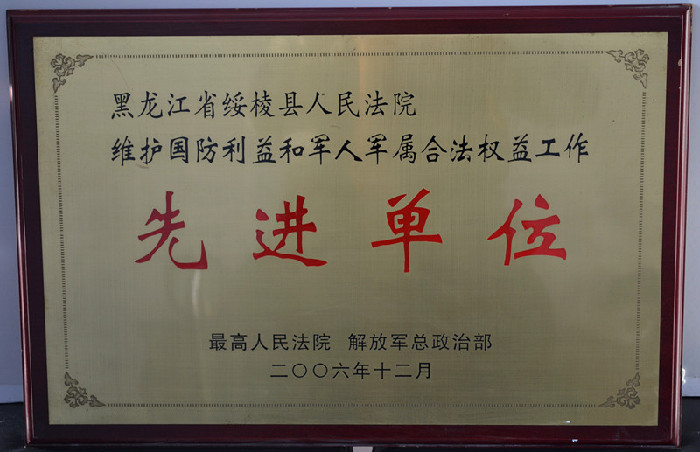 黑龙江省绥棱县人民法院
维护国防利益和军人军属合法权益工作
先进单位
最高人民法院 解放军总政治部
二〇〇六年十二月